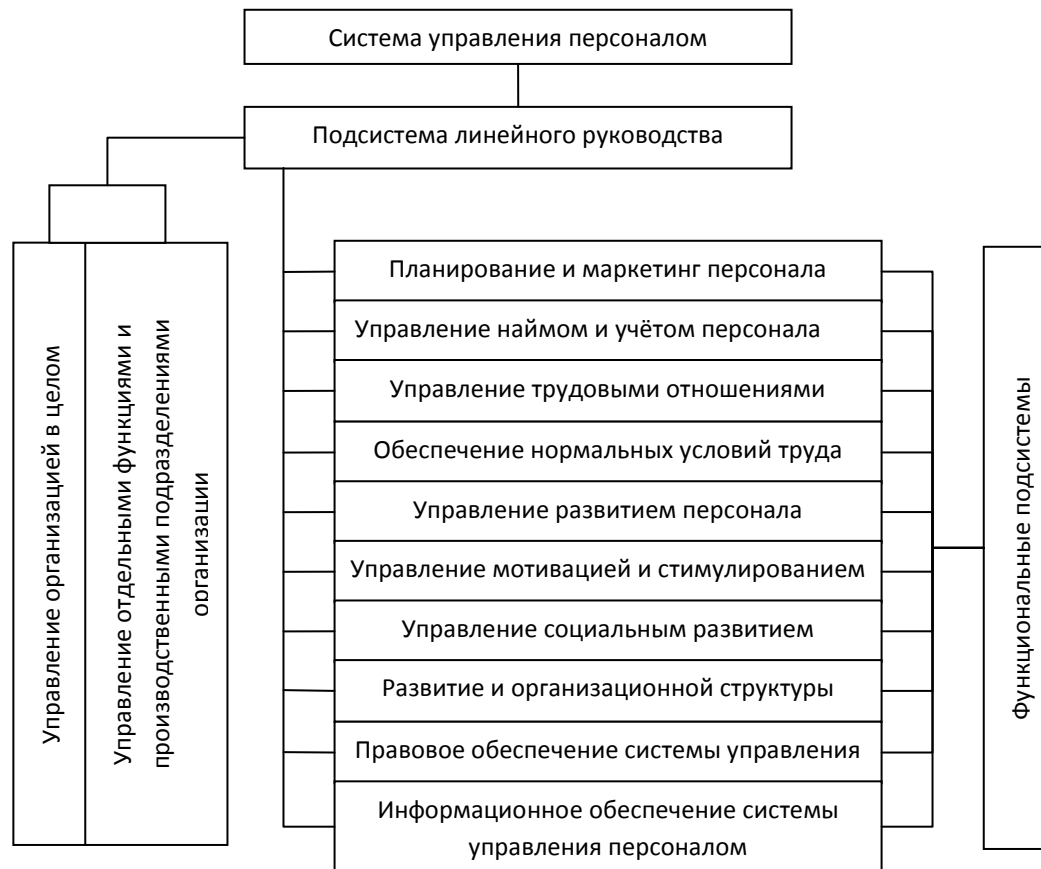 Система управления персоналом
Подсистема линейного руководства
Управление организацией в целом
Управление отдельными функциями и
производственными подразделениями
организации
Планирование и маркетинг персонала
Управление наймом и учётом персонала
Управление трудовыми отношениями
Обеспечение нормальных условий труда
Управление развитием персонала
Управление мотивацией и стимулированием
Управление социальным развитием
Развитие и организационной структуры
Правовое обеспечение системы управления
Информационное обеспечение системы
управления персоналом
Функциональные подсистемы